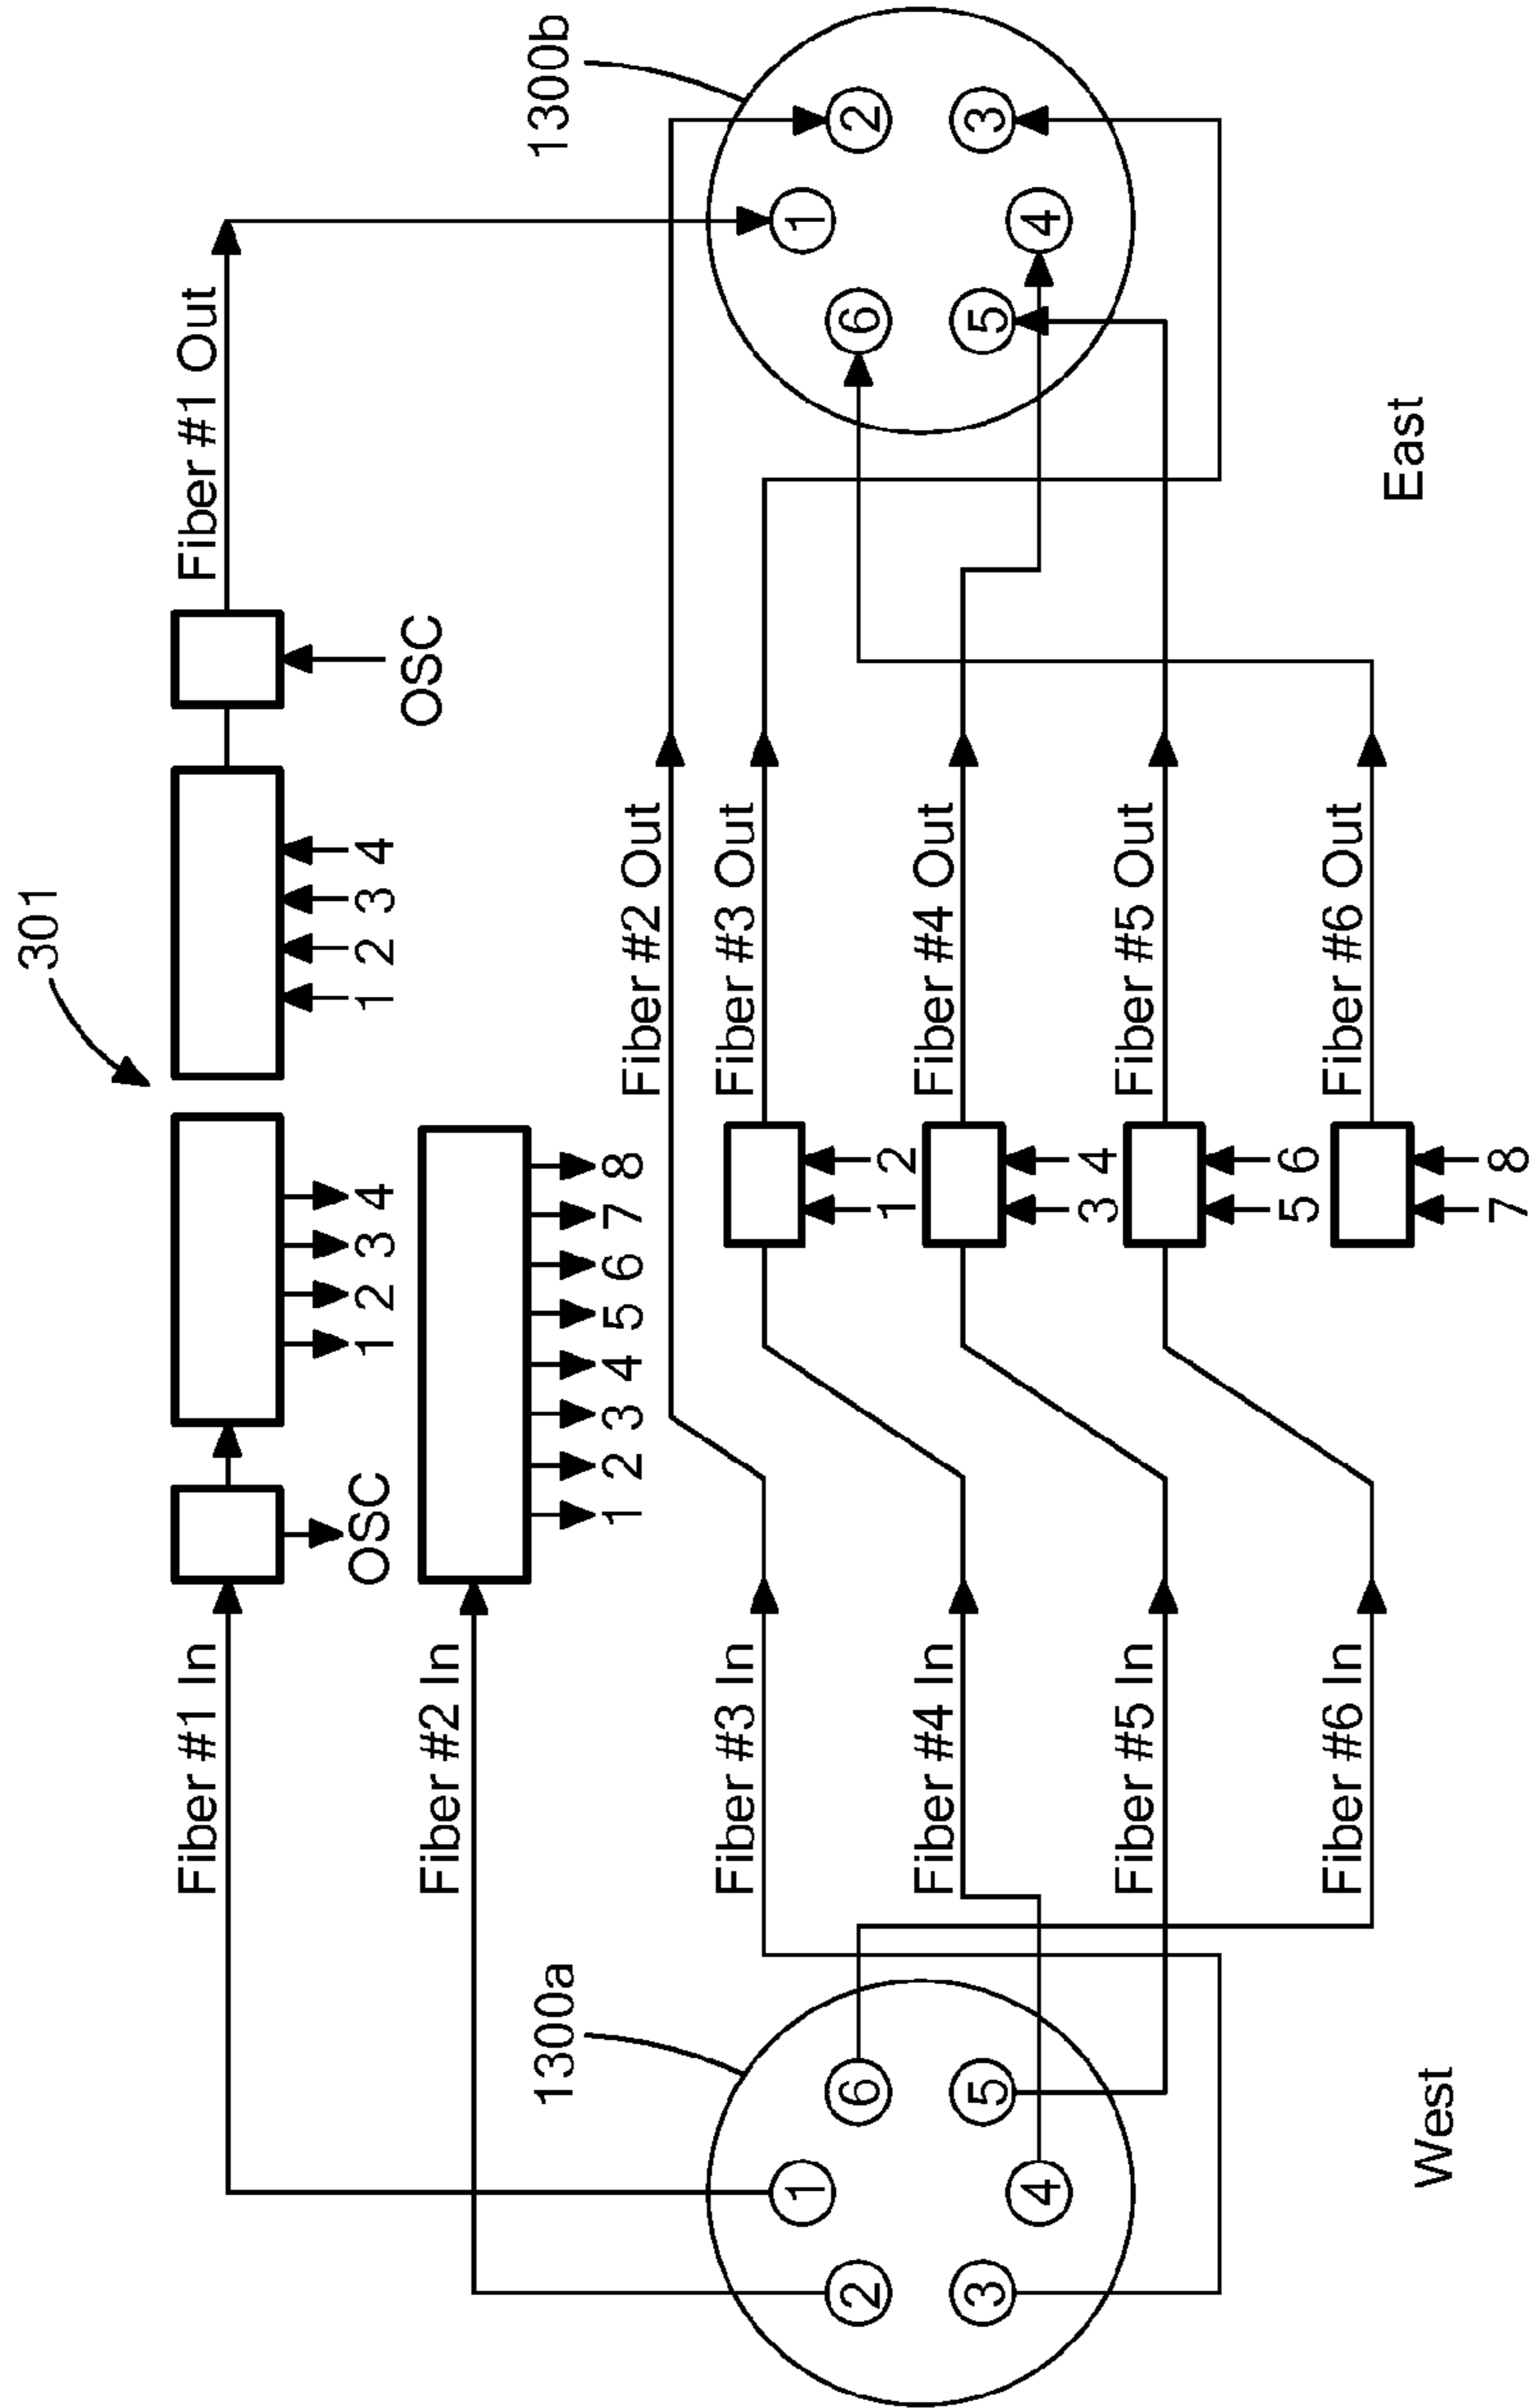 301
Fiber #1 In
OSC
1 2 3 4
1 2 3 4
OSC
Fiber #1 Out
Fiber #2 In
1 2 3 4 5 6 7 8
1300a
1300b
Fiber #2 Out
Fiber #3 In
Fiber #3 Out
1 2
Fiber #4 In
Fiber #4 Out
3 4
Fiber #5 In
Fiber #5 Out
5 6
Fiber #6 In
Fiber #6 Out
7 8
1
2
3
4
5
6
1
2
3
4
5
6
West
East